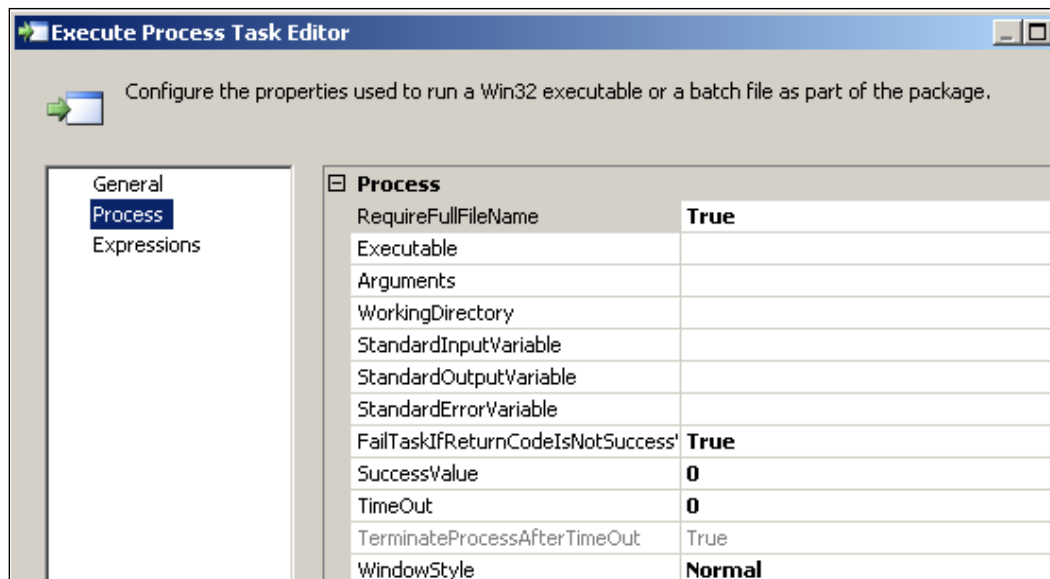 Execute Process Task Editor
Configure the properties used to run a Win32 executable or a batch file as part of the package.
General
Process
Expressions
Process
RequireFullFileName True
Executable
Arguments
WorkingDirectory
StandardInputVariable
StandardOutputVariable
StandardErrorVariable
FailTaskIfReturnCodeIsNotSuccess True
SuccessValue 0
TimeOut 0
TerminateProcessAfterTimeOut True
WindowStyle Normal